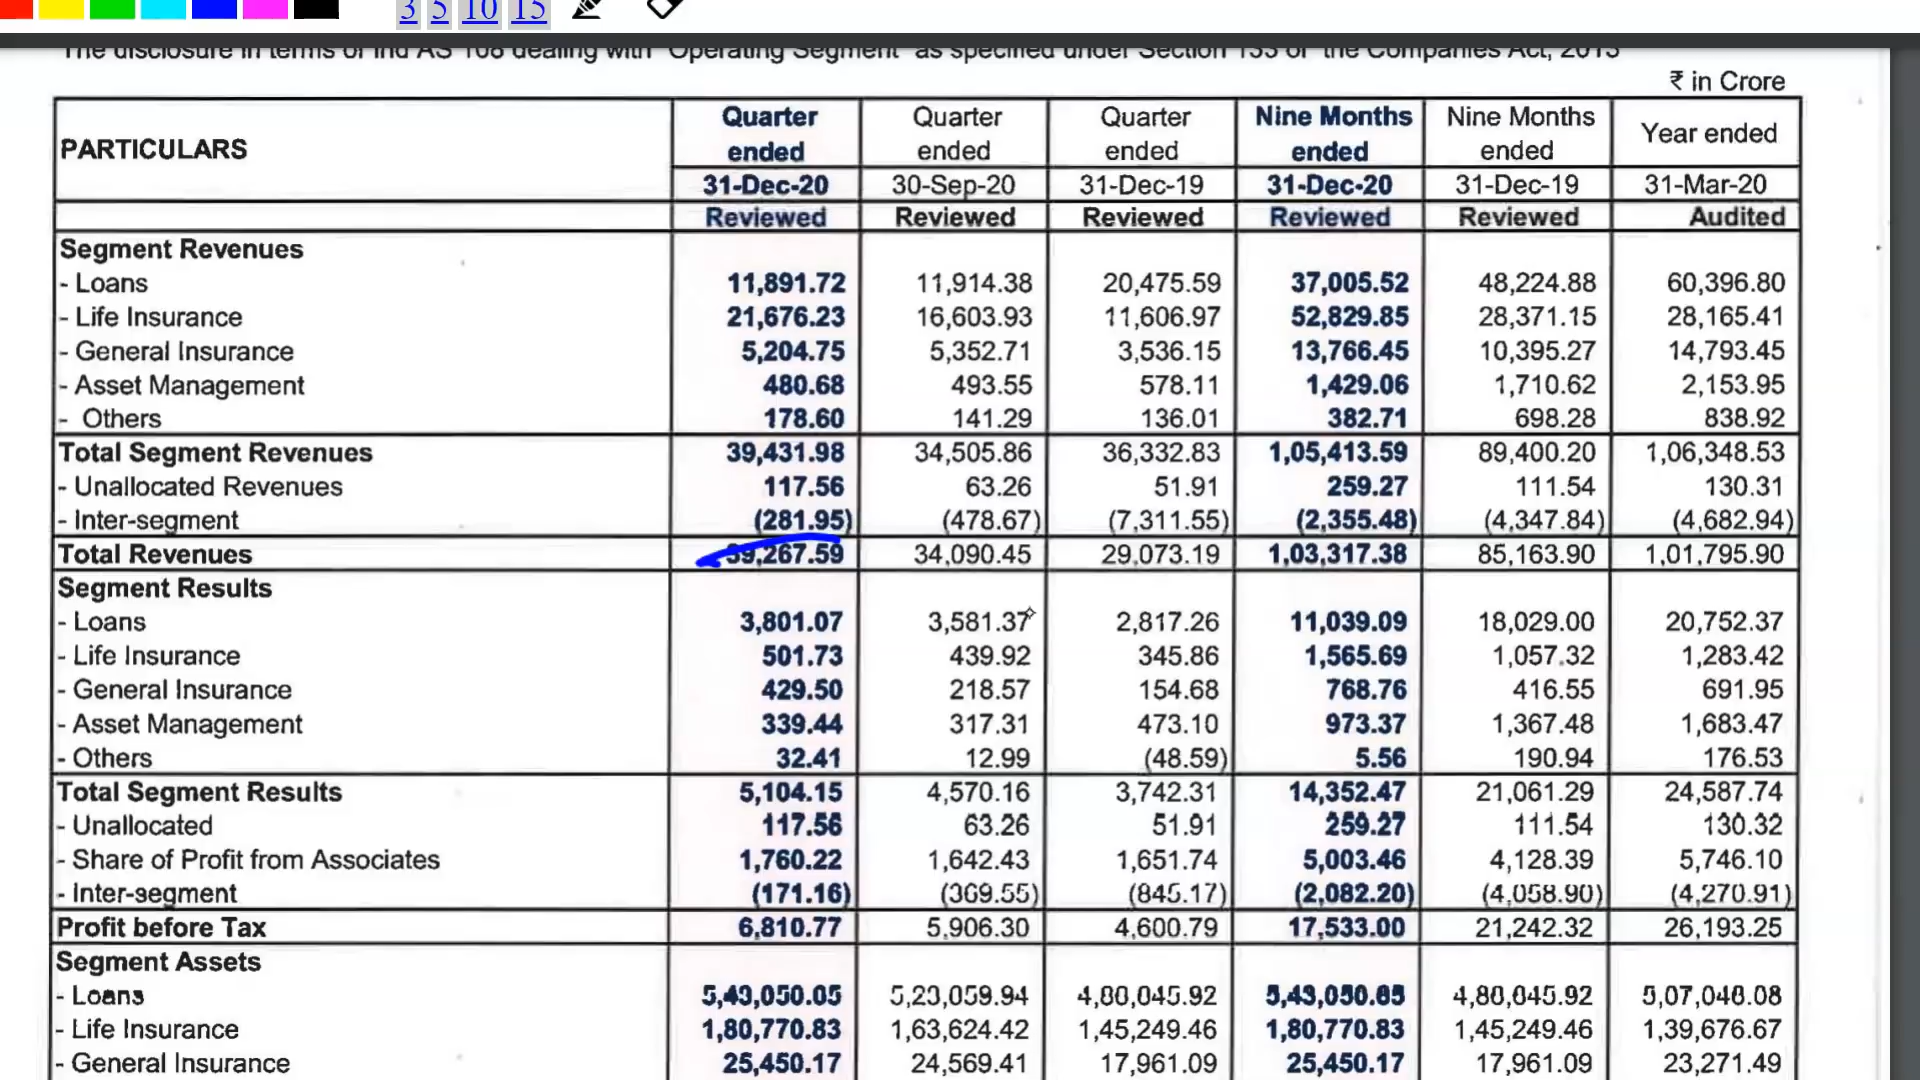 3 5 10 15
The disclosure in terms of Ind AS 108 dealing with "Operating Segment" as specified under Section 133 of the Companies Act, 2013
₹ in Crore
PARTICULARS Quarter ended Quarter ended Quarter ended Nine Months ended Nine Months ended Year ended
31-Dec-20 30-Sep-20 31-Dec-19 31-Dec-20 31-Dec-19 31-Mar-20
Reviewed Reviewed Reviewed Reviewed Reviewed Audited
Segment Revenues
- Loans 11,891.72 11,914.38 20,475.59 37,005.52 48,224.88 60,396.80
- Life Insurance 21,676.23 16,603.93 11,606.97 52,829.85 28,371.15 28,165.41
- General Insurance 5,204.75 5,352.71 3,536.15 13,766.45 10,395.27 14,793.45
- Asset Management 480.68 493.55 578.11 1,429.06 1,710.62 2,153.95
- Others 178.60 141.29 136.01 382.71 698.28 838.92
Total Segment Revenues 39,431.98 34,505.86 36,332.83 1,05,413.59 89,400.20 1,06,348.53
- Unallocated Revenues 117.56 63.26 51.91 259.27 111.54 130.31
- Inter-segment (281.95) (478.67) (7,311.55) (2,355.48) (4,347.84) (4,682.94)
Total Revenues 39,267.59 34,090.45 29,073.19 1,03,317.38 85,163.90 1,01,795.90
Segment Results
- Loans 3,801.07 3,581.37 2,817.26 11,039.09 18,029.00 20,752.37
- Life Insurance 501.73 439.92 345.86 1,565.69 1,057.32 1,283.42
- General Insurance 429.50 218.57 154.68 768.76 416.55 691.95
- Asset Management 339.44 317.31 473.10 973.37 1,367.48 1,683.47
- Others 32.41 12.99 (48.59) 5.56 190.94 176.53
Total Segment Results 5,104.15 4,570.16 3,742.31 14,352.47 21,061.29 24,587.74
- Unallocated 117.56 63.26 51.91 259.27 111.54 130.32
- Share of Profit from Associates 1,760.22 1,642.43 1,651.74 5,003.46 4,128.39 5,746.10
- Inter-segment (171.16) (369.55) (845.17) (2,082.20) (4,058.90) (4,270.91)
Profit before Tax 6,810.77 5,906.30 4,600.79 17,533.00 21,242.32 26,193.25
Segment Assets
- Loans 5,43,050.05 5,23,059.94 4,80,045.92 5,43,050.05 4,80,045.92 5,07,046.08
- Life Insurance 1,80,770.83 1,63,624.42 1,45,249.46 1,80,770.83 1,45,249.46 1,39,676.67
- General Insurance 25,450.17 24,569.41 17,961.09 25,450.17 17,961.09 23,271.49